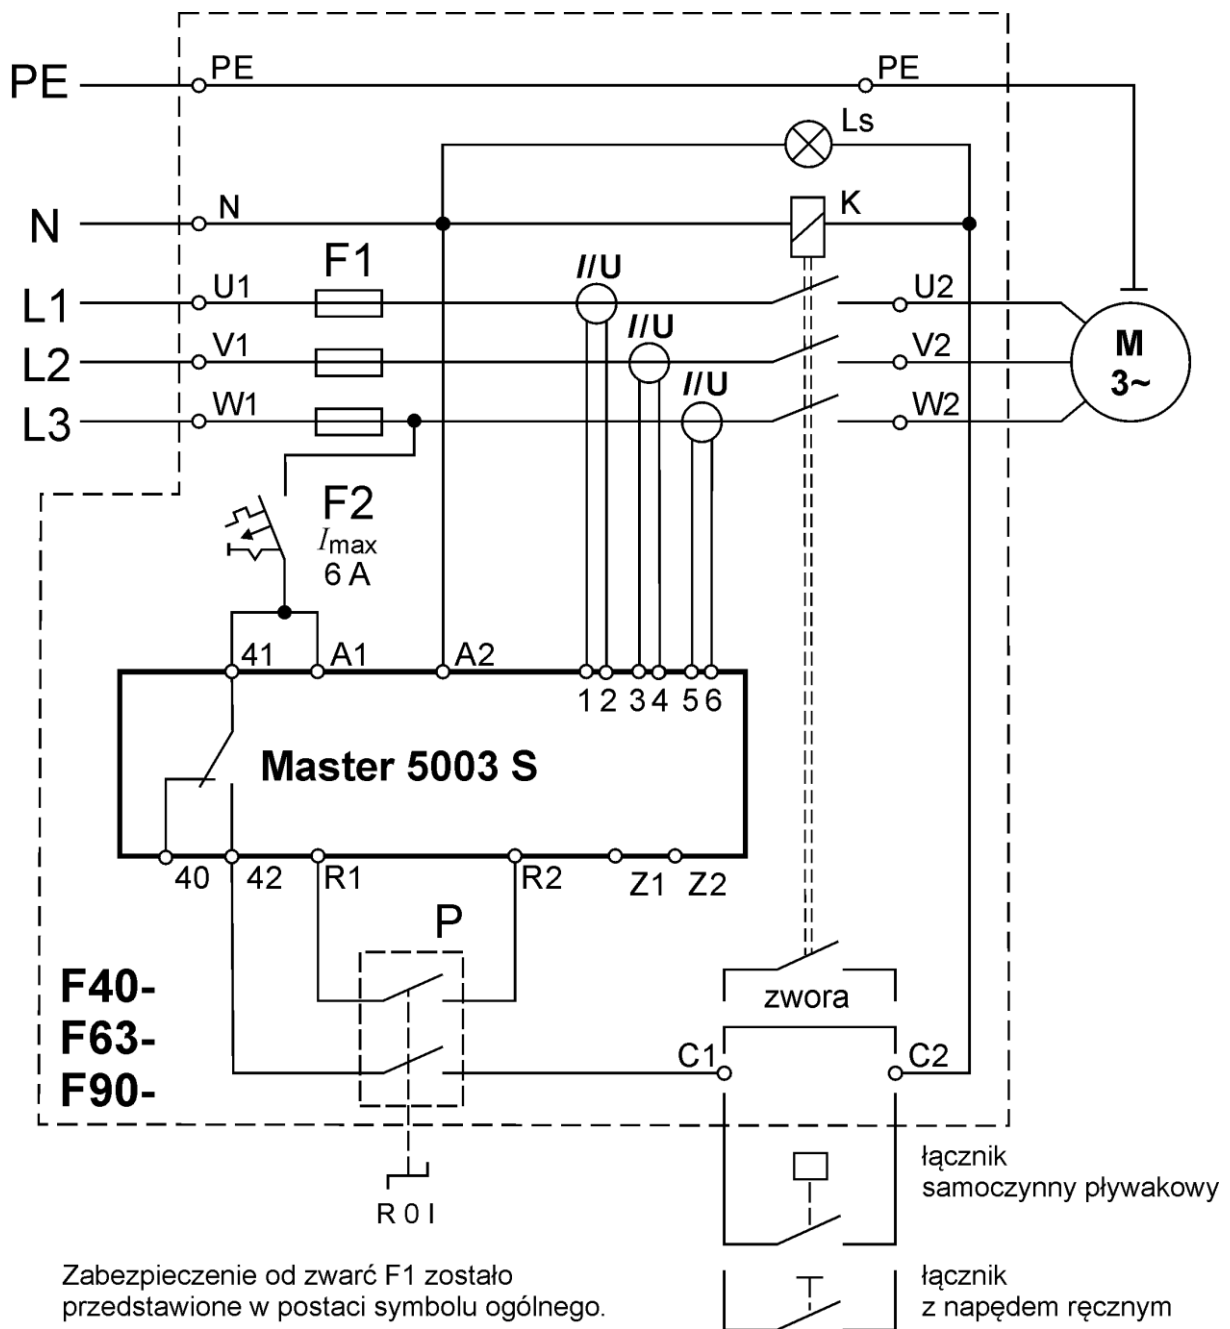 PE
PE
PE
Ls
N
N
K
F1
I/U
L1
U1
U2
I/U
L2
V1
V2
M
3~
I/U
L3
W1
W2
F2
Imax
6 A
41
A1
A2
1 2 3 4 5 6
Master 5003 S
40
42
R1
R2
Z1
Z2
P
F40-
F63-
F90-
zwora
C1
C2
R 0 I
łącznik
samoczynny pływakowy
łącznik
z napędem ręcznym
Zabezpieczenie od zwarć F1 zostało
przedstawione w postaci symbolu ogólnego.